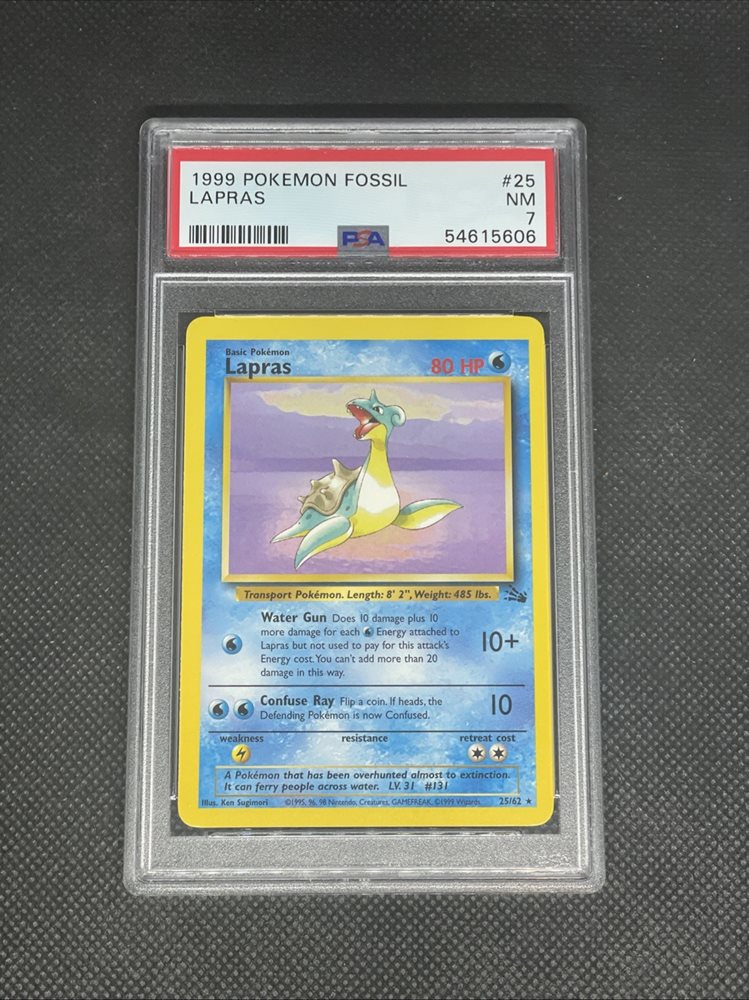 1999 POKEMON FOSSIL #25
LAPRAS NM
7
PSA 54615606
Basic Pokémon
Lapras 80 HP
Transport Pokémon. Length: 8' 2", Weight: 485 lbs.
Water Gun Does 10 damage plus 10
more damage for each Energy attached to
Lapras but not used to pay for this attack's
Energy cost. You can't add more than 20
damage in this way.
10+
Confuse Ray Flip a coin. If heads, the
Defending Pokémon is now Confused.
10
weakness resistance retreat cost
A Pokémon that has been overhunted almost to extinction.
It can ferry people across water. LV. 31 #131
Illus. Ken Sugimori ©1995, 96, 98 Nintendo, Creatures, GAMEFREAK. ©1999 Wizards. 25/62 ★